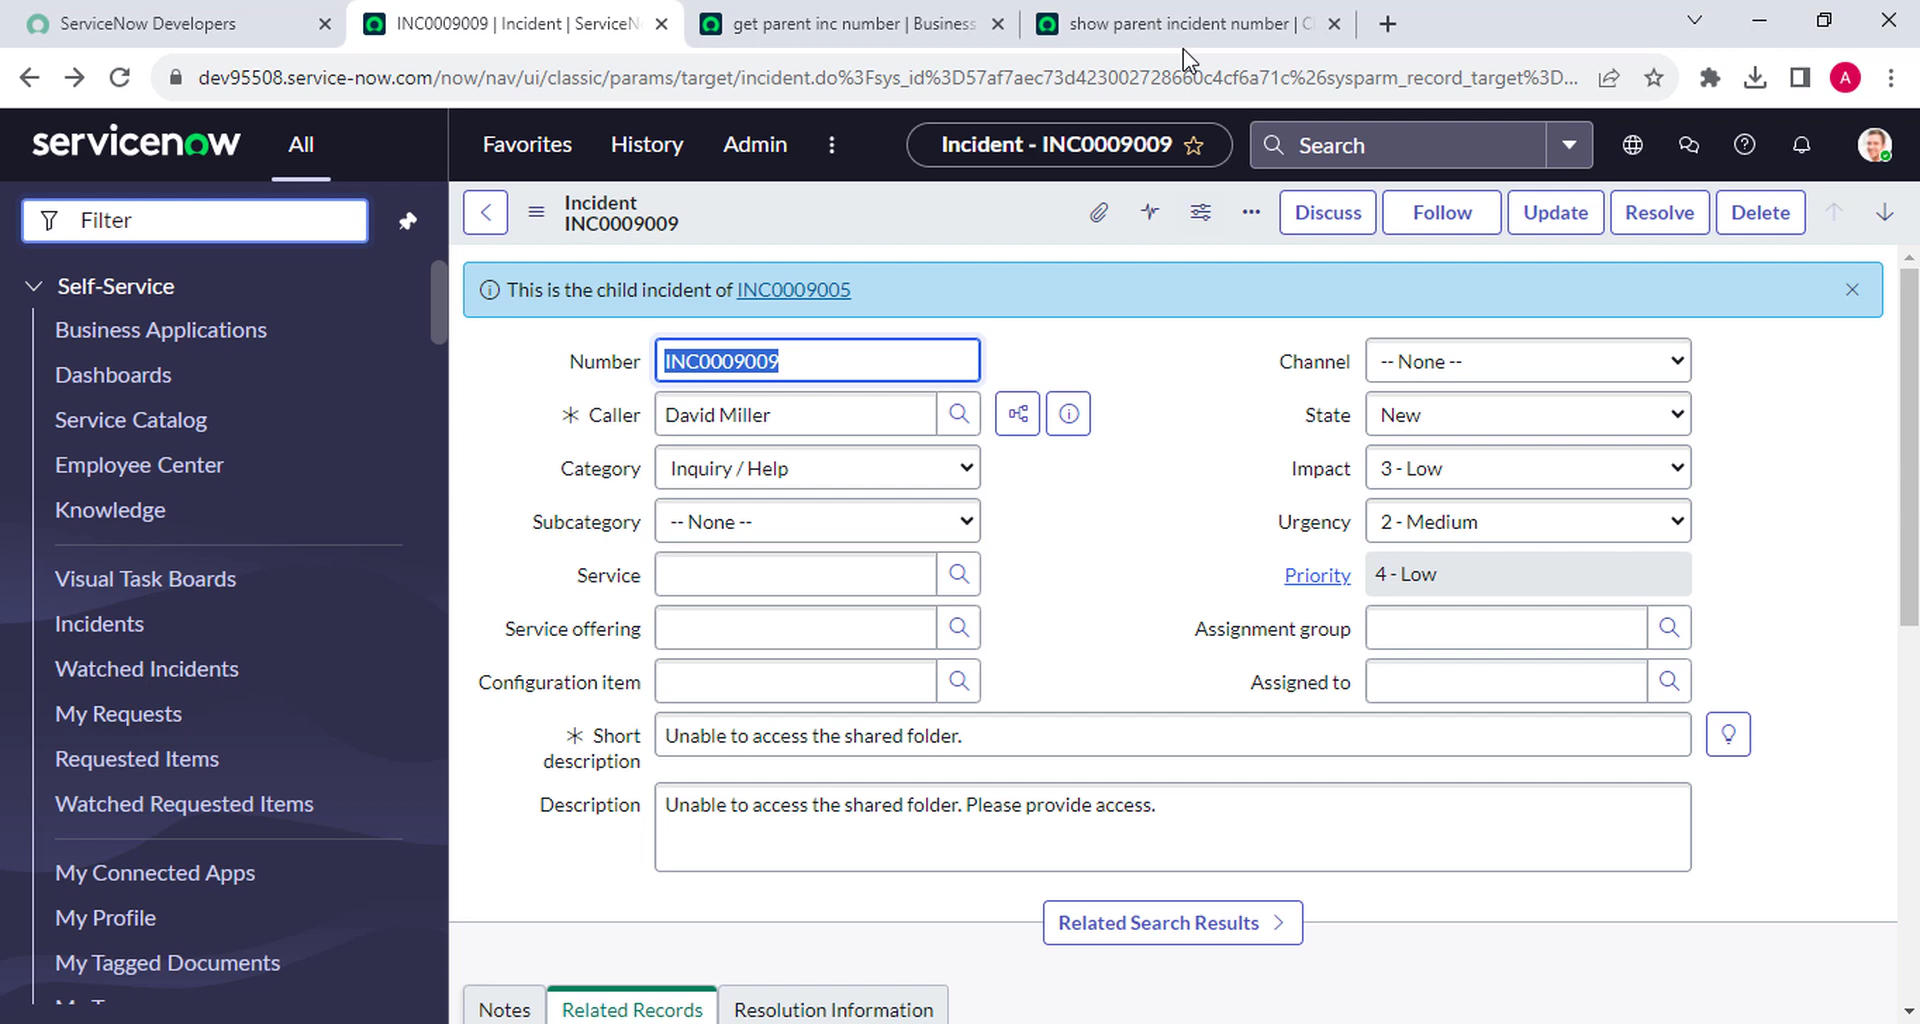 ServiceNow Developers
INC0009009 | Incident | ServiceN
get parent inc number | Business
show parent incident number | C
dev95508.service-now.com/now/nav/ui/classic/params/target/incident.do%3Fsys_id%3D57af7aec73d423002728660c4cf6a71c%26sysparm_record_target%3D...
A
servicenow
All
Favorites
History
Admin
Incident - INC0009009
Search
Filter
Incident
INC0009009
Discuss
Follow
Update
Resolve
Delete
Self-Service
Business Applications
Dashboards
Service Catalog
Employee Center
Knowledge
Visual Task Boards
Incidents
Watched Incidents
My Requests
Requested Items
Watched Requested Items
My Connected Apps
My Profile
My Tagged Documents
This is the child incident of INC0009005
Number
INC0009009
Channel
-- None --
Caller
David Miller
State
New
Category
Inquiry / Help
Impact
3 - Low
Subcategory
-- None --
Urgency
2 - Medium
Service
Priority
4 - Low
Service offering
Assignment group
Configuration item
Assigned to
Short
description
Unable to access the shared folder.
Description
Unable to access the shared folder. Please provide access.
Related Search Results
Notes
Related Records
Resolution Information